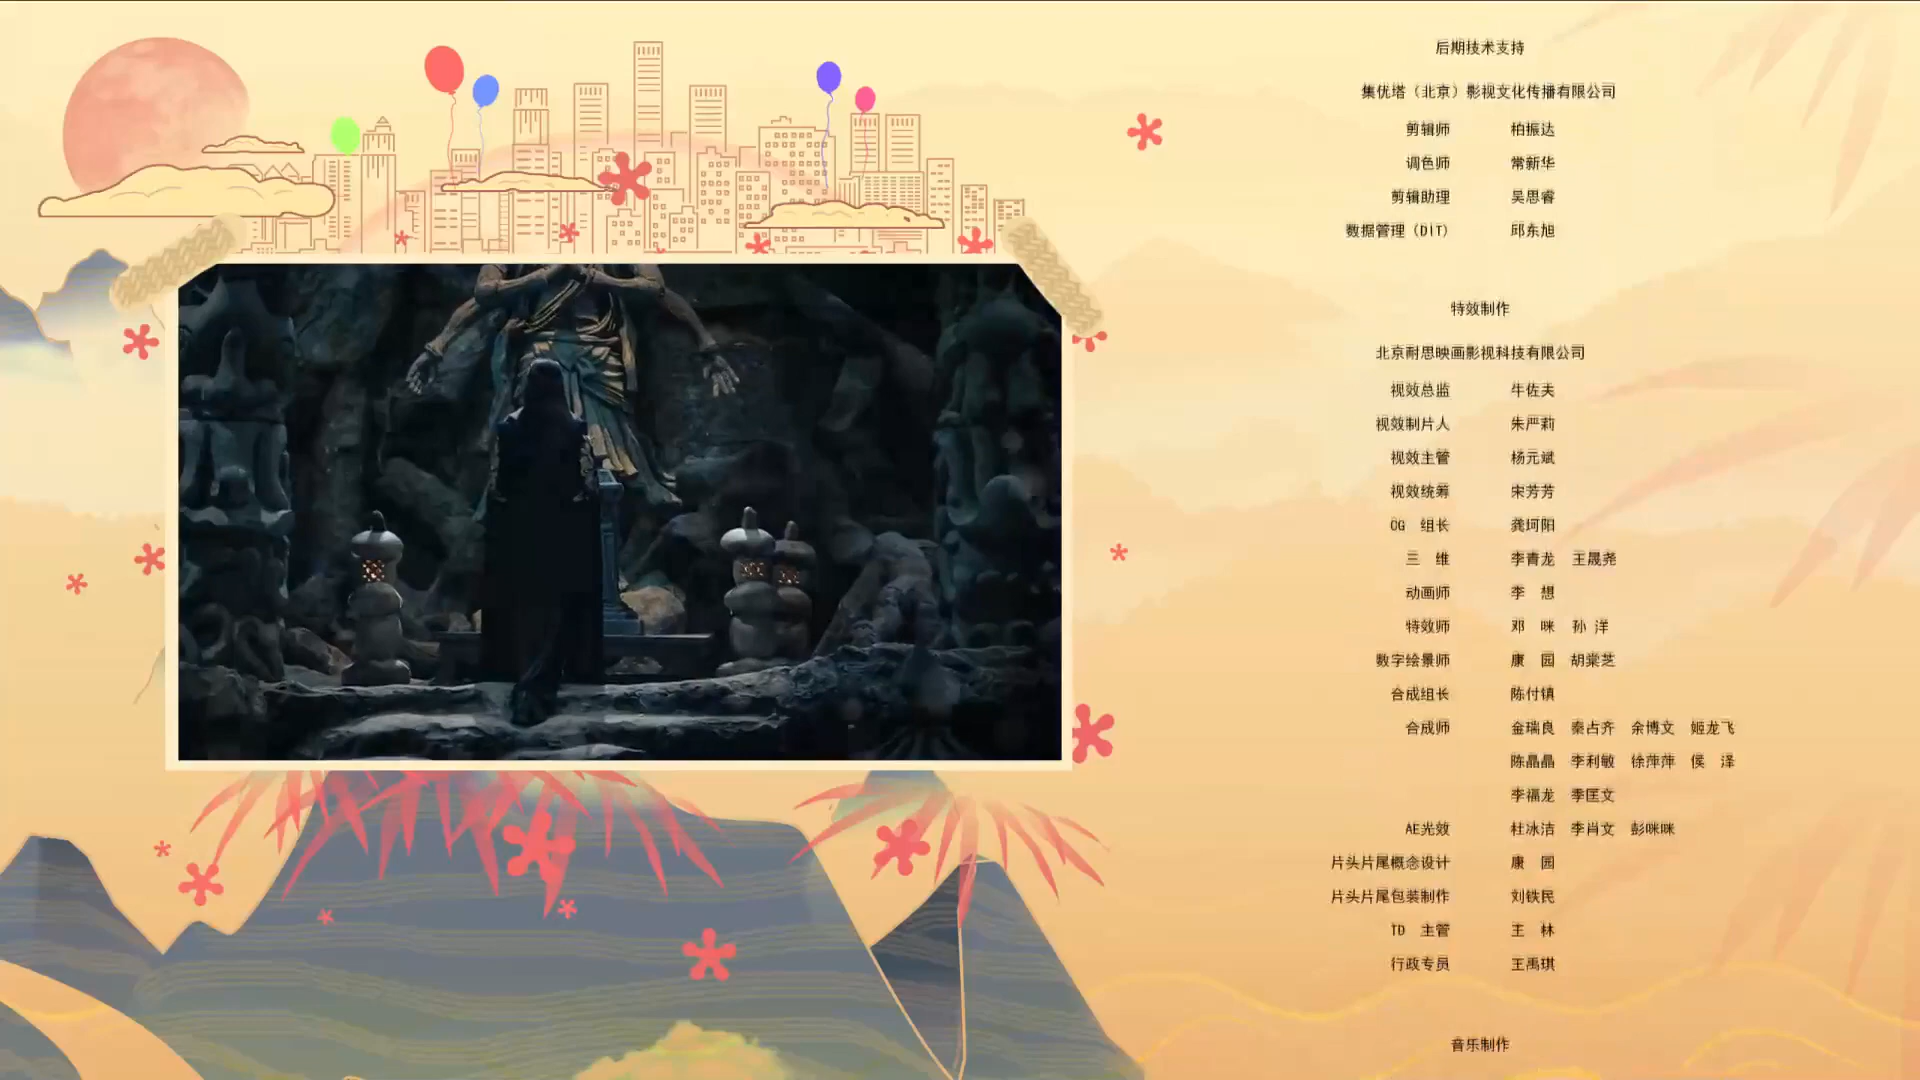 后期技术支持
集优塔（北京）影视文化传播有限公司
剪辑师 柏振达
调色师 常新华
剪辑助理 吴思睿
数据管理（DIT） 邱东旭
特效制作
北京耐思映画影视科技有限公司
视效总监 牛佐夫
视效制片人 朱严莉
视效主管 杨元斌
视效统筹 宋芳芳
CG 组长 龚坷阳
三 维 李青龙 王晟尧
动画师 李 想
特效师 邓 咪 孙 洋
数字绘景师 康 园 胡棠芝
合成组长 陈付镇
合成师 金瑞良 秦占齐 余博文 姬龙飞
陈晶晶 李利敏 徐萍萍 侯 泽
李福龙 季匡文
AE光效 杜冰洁 李肖文 彭咪咪
片头片尾概念设计 康 园
片头片尾包装制作 刘铁民
TD 主管 王 林
行政专员 王禹琪
音乐制作